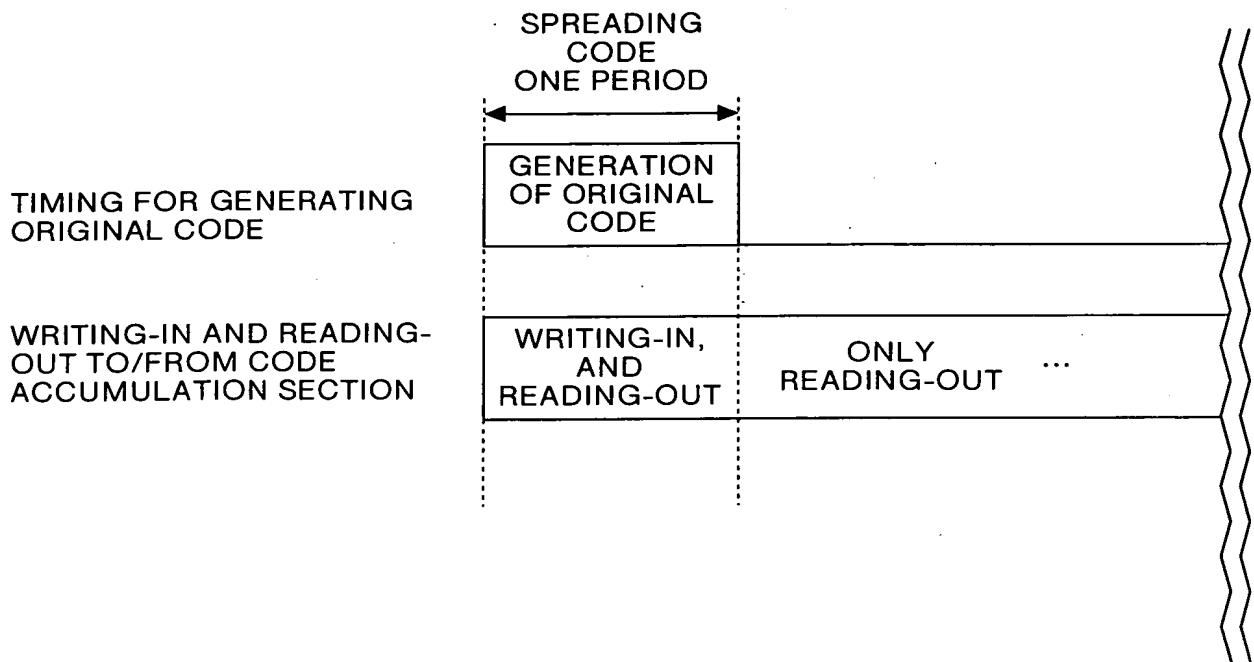 SPREADING
CODE
ONE PERIOD
TIMING FOR GENERATING
ORIGINAL CODE
GENERATION
OF ORIGINAL
CODE
WRITING-IN AND READING-
OUT TO/FROM CODE
ACCUMULATION SECTION
WRITING-IN,
AND
READING-OUT
ONLY
READING-OUT
...